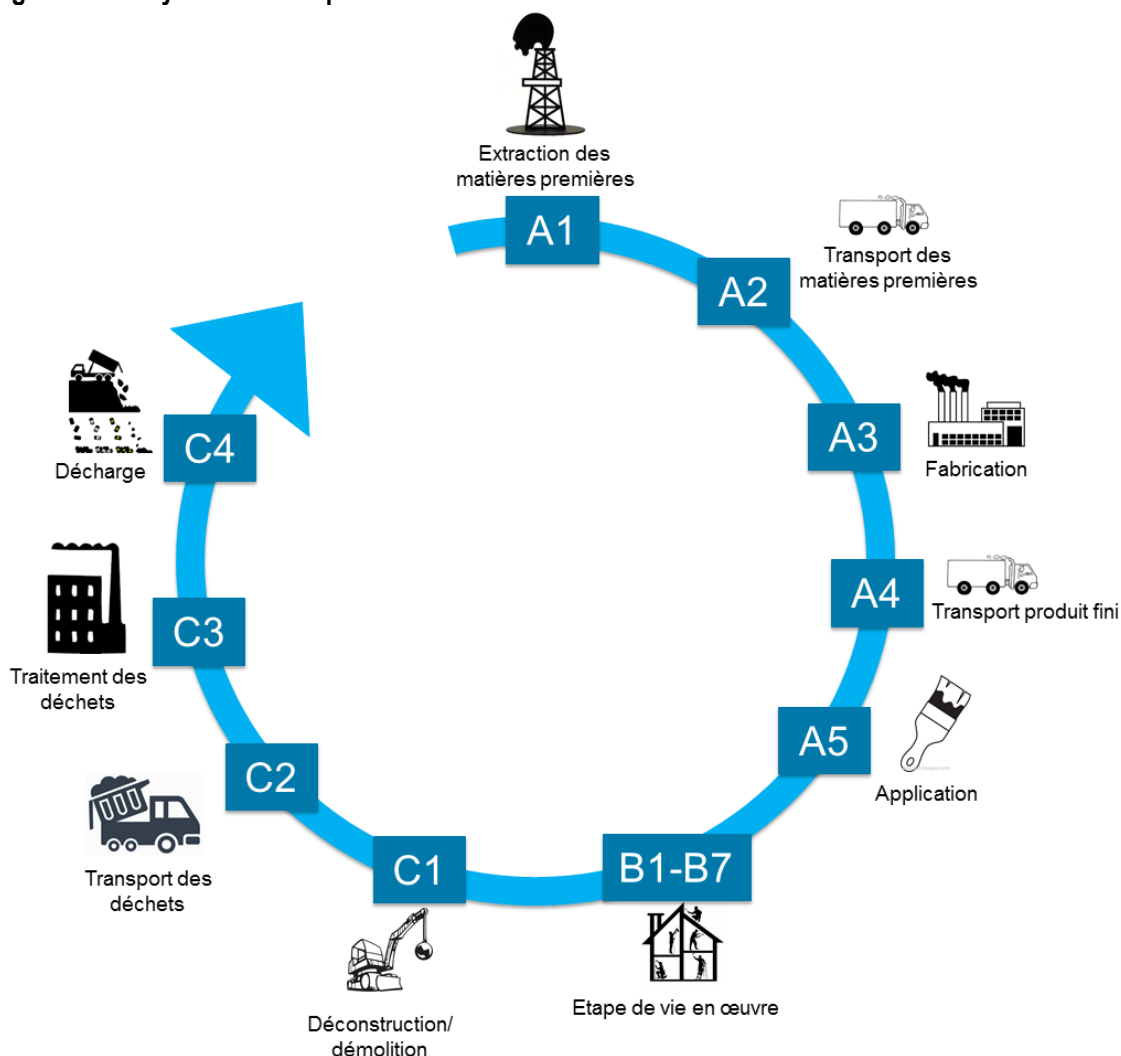 Extraction des
matières premières
A1
A2
Transport des
matières premières
A3
Fabrication
A4
Transport produit fini
A5
Application
B1-B7
Etape de vie en œuvre
C1
Déconstruction/
démolition
C2
Transport des
déchets
C3
Traitement des
déchets
C4
Décharge